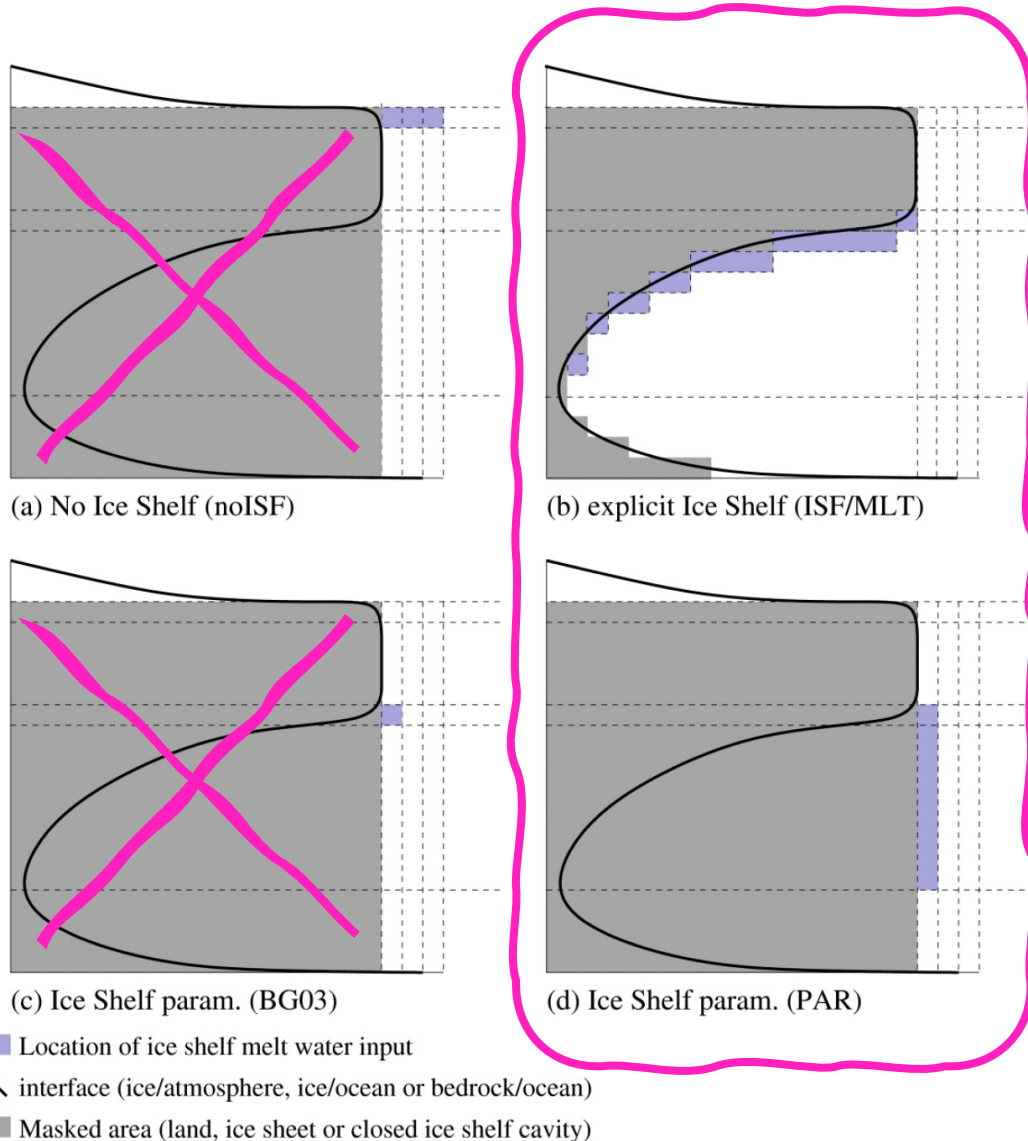 (a) No Ice Shelf (noISF)
(b) explicit Ice Shelf (ISF/MLT)
(c) Ice Shelf param. (BG03)
(d) Ice Shelf param. (PAR)
Location of ice shelf melt water input
interface (ice/atmosphere, ice/ocean or bedrock/ocean)
Masked area (land, ice sheet or closed ice shelf cavity)